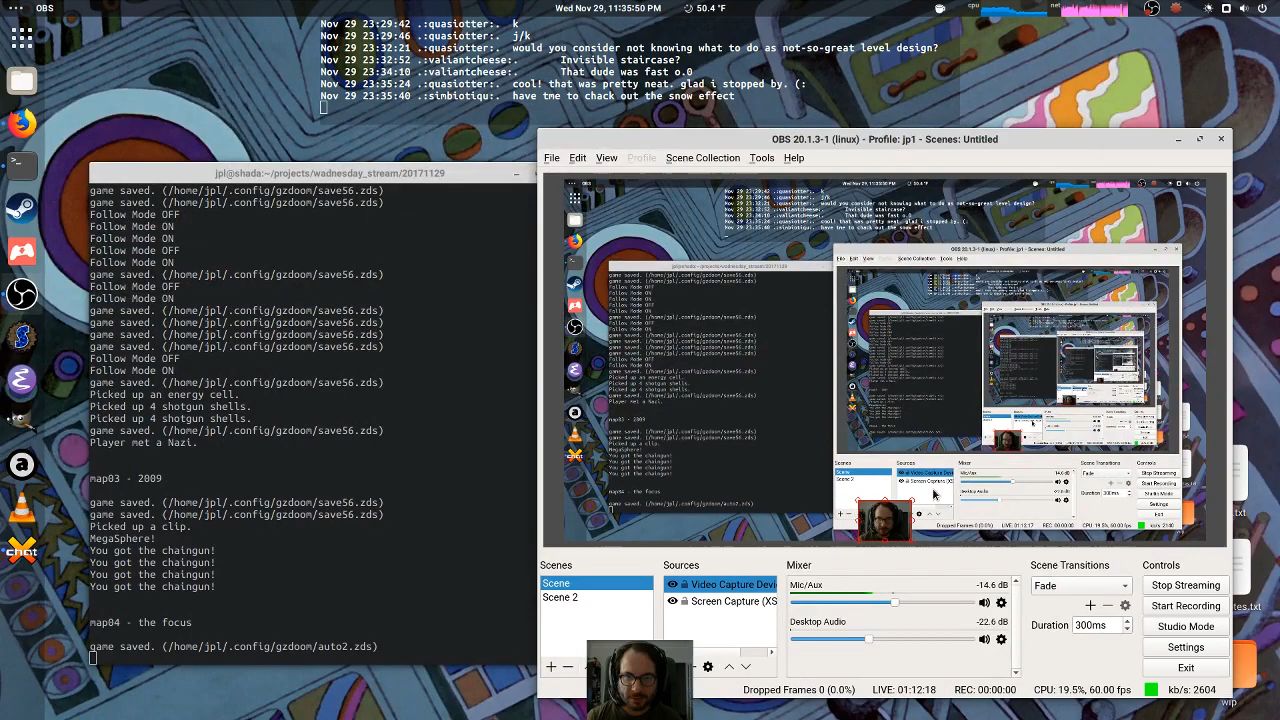 OBS
Wed Nov 29, 11:35:50 PM
50.4 °F
cpu
net
Nov 29 23:29:42 .:quasiotter:. k
Nov 29 23:29:46 .:quasiotter:. j/k
Nov 29 23:32:21 .:quasiotter:. would you consider not knowing what to do as not-so-great level design?
Nov 29 23:32:52 .:valiantcheese:. Invisible staircase?
Nov 29 23:34:10 .:valiantcheese:. That dude was fast o.0
Nov 29 23:35:24 .:quasiotter:. cool! that was pretty neat. glad i stopped by. (:
Nov 29 23:35:40 .:simbiotiqu:. have tme to chack out the snow effect
jpl@shada:~/projects/wadnesday_stream/20171129
game saved. (/home/jpl/.config/gzdoom/save56.zds)
game saved. (/home/jpl/.config/gzdoom/save56.zds)
Follow Mode OFF
Follow Mode ON
Follow Mode ON
Follow Mode OFF
Follow Mode ON
game saved. (/home/jpl/.config/gzdoom/save56.zds)
Follow Mode OFF
Follow Mode ON
game saved. (/home/jpl/.config/gzdoom/save56.zds)
game saved. (/home/jpl/.config/gzdoom/save56.zds)
game saved. (/home/jpl/.config/gzdoom/save56.zds)
game saved. (/home/jpl/.config/gzdoom/save56.zds)
Follow Mode OFF
Follow Mode ON
game saved. (/home/jpl/.config/gzdoom/save56.zds)
Picked up an energy cell.
Picked up 4 shotgun shells.
Picked up 4 shotgun shells.
game saved. (/home/jpl/.config/gzdoom/save56.zds)
Player met a Nazi.
map03 - 2009
game saved. (/home/jpl/.config/gzdoom/save56.zds)
game saved. (/home/jpl/.config/gzdoom/save56.zds)
Picked up a clip.
MegaSphere!
You got the chaingun!
You got the chaingun!
You got the chaingun!
You got the chaingun!
map04 - the focus
game saved. (/home/jpl/.config/gzdoom/auto2.zds)
OBS 20.1.3-1 (linux) - Profile: jp1 - Scenes: Untitled
File Edit View Profile Scene Collection Tools Help
Scenes
Scene
Scene 2
Sources
Video Capture Devi
Screen Capture (XS
Mixer
Mic/Aux -14.6 dB
Desktop Audio -22.6 dB
Scene Transitions
Fade
Duration 300ms
Controls
Stop Streaming
Start Recording
Studio Mode
Settings
Exit
Dropped Frames 0 (0.0%)
LIVE: 01:12:18
REC: 00:00:00
CPU: 19.5%, 60.00 fps
kb/s: 2604
chat
tes.txt
wip